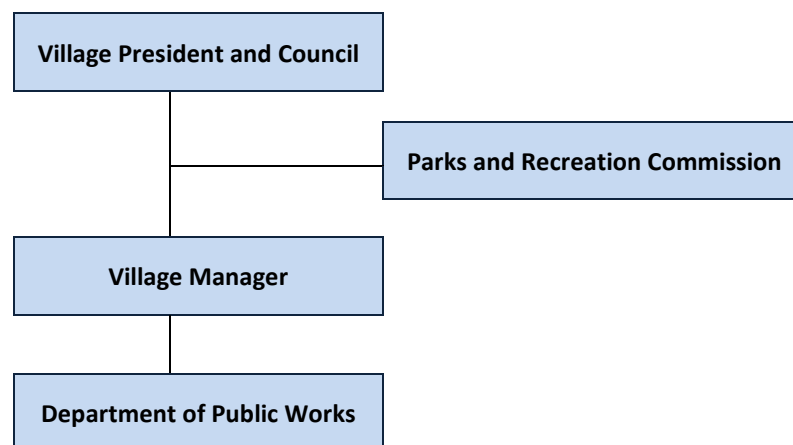 Village President and Council
Parks and Recreation Commission
Village Manager
Department of Public Works